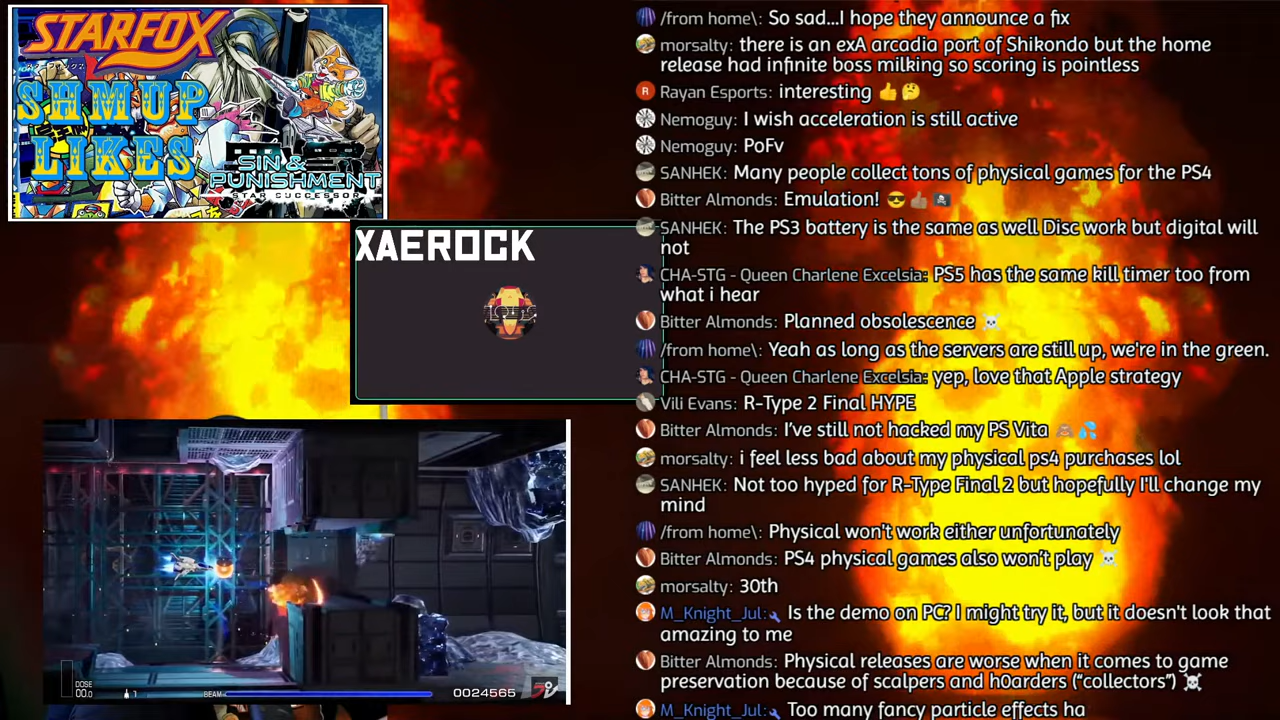 STARFOX
SHMUP
LIKES
SIN &
PUNISHMENT
STAR SUCCESSOR
XAEROCK
DOSE
00.0
1
BEAM
0024565
/from home\: So sad...I hope they announce a fix
morsalty: there is an exA arcadia port of Shikondo but the home
release had infinite boss milking so scoring is pointless
R
Rayan Esports: interesting 👍🤔
Nemoguy: I wish acceleration is still active
Nemoguy: PoFv
SANHEK: Many people collect tons of physical games for the PS4
Bitter Almonds: Emulation! 😎👍🏽🏴‍☠️
SANHEK: The PS3 battery is the same as well Disc work but digital will
not
CHA-STG - Queen Charlene Excelsia: PS5 has the same kill timer too from
what i hear
Bitter Almonds: Planned obsolescence ☠️
/from home\: Yeah as long as the servers are still up, we're in the green.
CHA-STG - Queen Charlene Excelsia: yep, love that Apple strategy
Vili Evans: R-Type 2 Final HYPE
Bitter Almonds: I've still not hacked my PS Vita 🙈💦
morsalty: i feel less bad about my physical ps4 purchases lol
SANHEK: Not too hyped for R-Type Final 2 but hopefully I'll change my
mind
/from home\: Physical won't work either unfortunately
Bitter Almonds: PS4 physical games also won't play ☠️
morsalty: 30th
M_Knight_Jul: Is the demo on PC? I might try it, but it doesn't look that
amazing to me
Bitter Almonds: Physical releases are worse when it comes to game
preservation because of scalpers and h0arders ("collectors") ☠️
M_Knight_Jul: Too many fancy particle effects ha